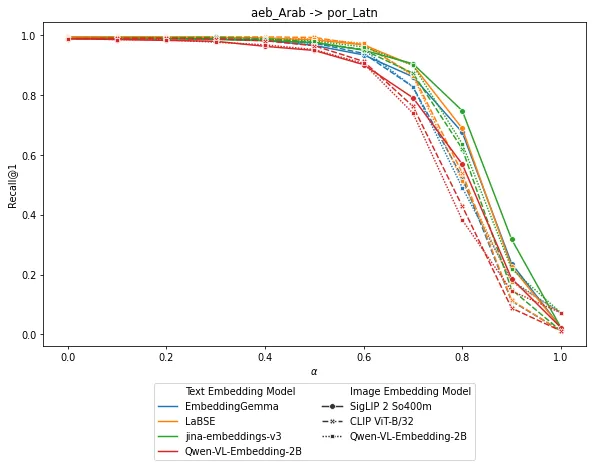 aeb_Arab -> por_Latn
1.0
0.8
0.6
0.4
0.2
0.0
Recall@1
0.0 0.2 0.4 0.6 0.8 1.0
α
Text Embedding Model Image Embedding Model
EmbeddingGemma SigLIP 2 So400m
LaBSE CLIP ViT-B/32
jina-embeddings-v3 Qwen-VL-Embedding-2B
Qwen-VL-Embedding-2B